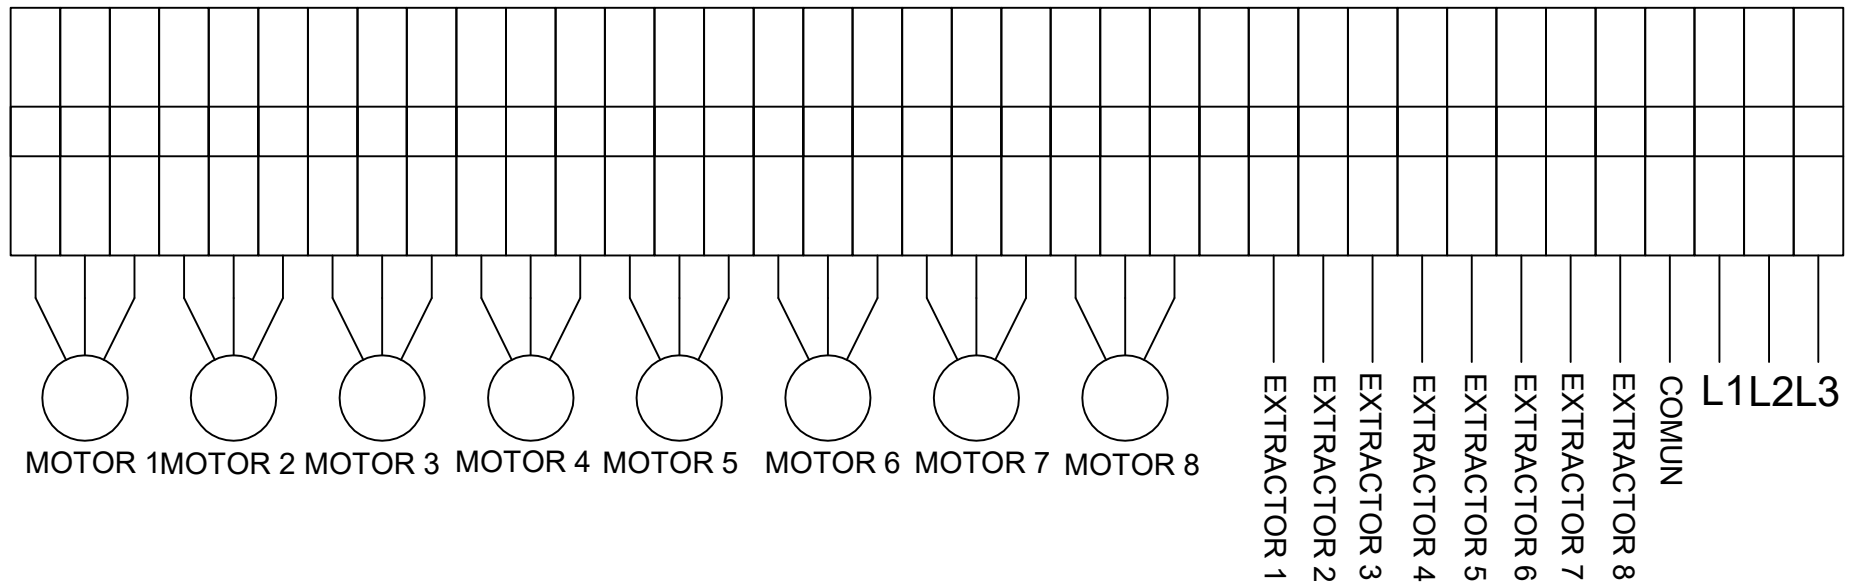 MOTOR 1
MOTOR 2
MOTOR 3
MOTOR 4
MOTOR 5
MOTOR 6
MOTOR 7
MOTOR 8
EXTRACTOR 1
EXTRACTOR 2
EXTRACTOR 3
EXTRACTOR 4
EXTRACTOR 5
EXTRACTOR 6
EXTRACTOR 7
EXTRACTOR 8
COMUN
L1
L2
L3